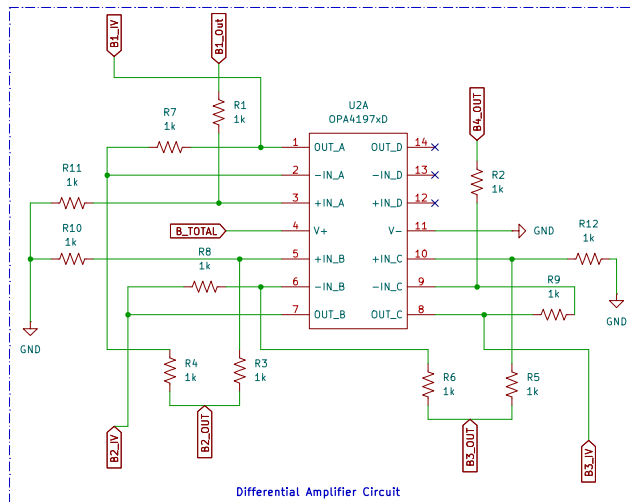 B1_IV
B1_Out
B4_OUT
U2A
OPA4197xD
R7
1k
R1
1k
R2
1k
R11
1k
R10
1k
R8
1k
R12
1k
R9
1k
1
OUT_A
OUT_D
14
2
-IN_A
-IN_D
13
3
+IN_A
+IN_D
12
B_TOTAL
4
V+
V-
11
GND
5
+IN_B
+IN_C
10
6
-IN_B
-IN_C
9
7
OUT_B
OUT_C
8
GND
GND
R4
1k
R3
1k
R6
1k
R5
1k
B2_IV
B2_OUT
B3_OUT
B3_IV
Differential Amplifier Circuit